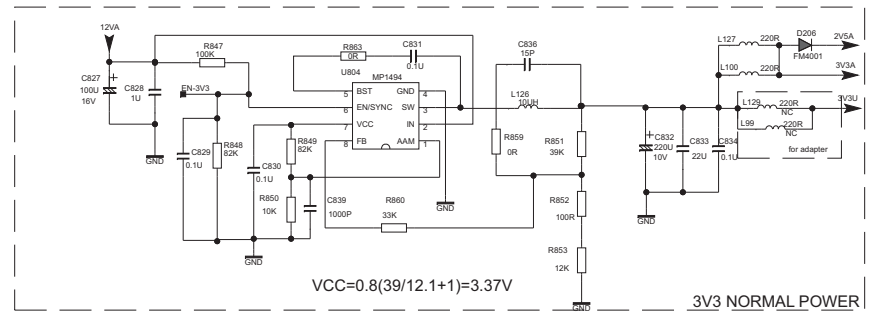 12VA
R847
100K
C827
100U
16V
C828
1U
EN-3V3
C829
0.1U
R848
82K
GND
R863
0R
C831
0.1U
U804
MP1494
5 BST GND 4
6 EN/SYNC SW 3
7 VCC IN 2
8 FB AAM 1
R849
82K
C830
0.1U
R850
10K
C839
1000P
R860
33K
GND
GND
C836
15P
L126
10UH
R859
0R
R851
39K
R852
100R
R853
12K
GND
C832
220U
10V
C833
22U
C834
0.1U
GND
L127 220R
D206
FM4001
2V5A
L100 220R
3V3A
L129 220R
NC
3V3U
L99 220R
NC
for adapter
VCC=0.8(39/12.1+1)=3.37V
3V3 NORMAL POWER